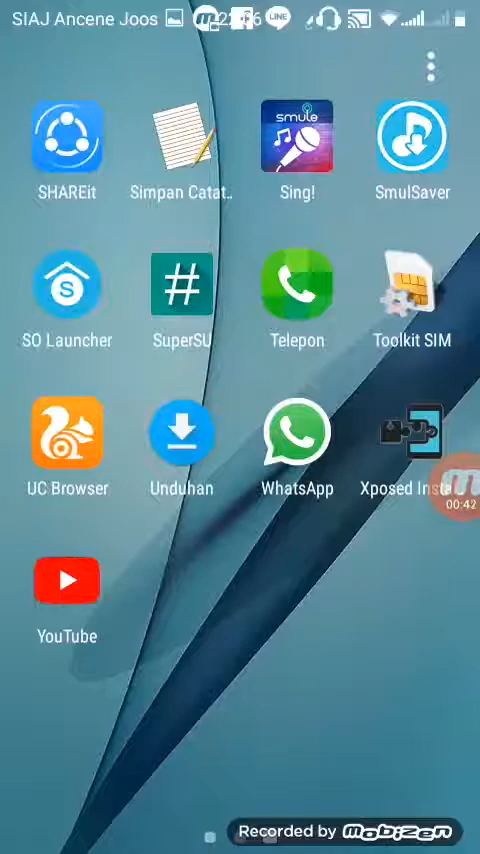 SIAJ Ancene Joos
LINE
smule
SHAREit
Simpan Catat..
Sing!
SmulSaver
S
#
SO Launcher
SuperSU
Telepon
Toolkit SIM
UC Browser
Unduhan
WhatsApp
Xposed Insta
00:42
YouTube
Recorded by Mobizen